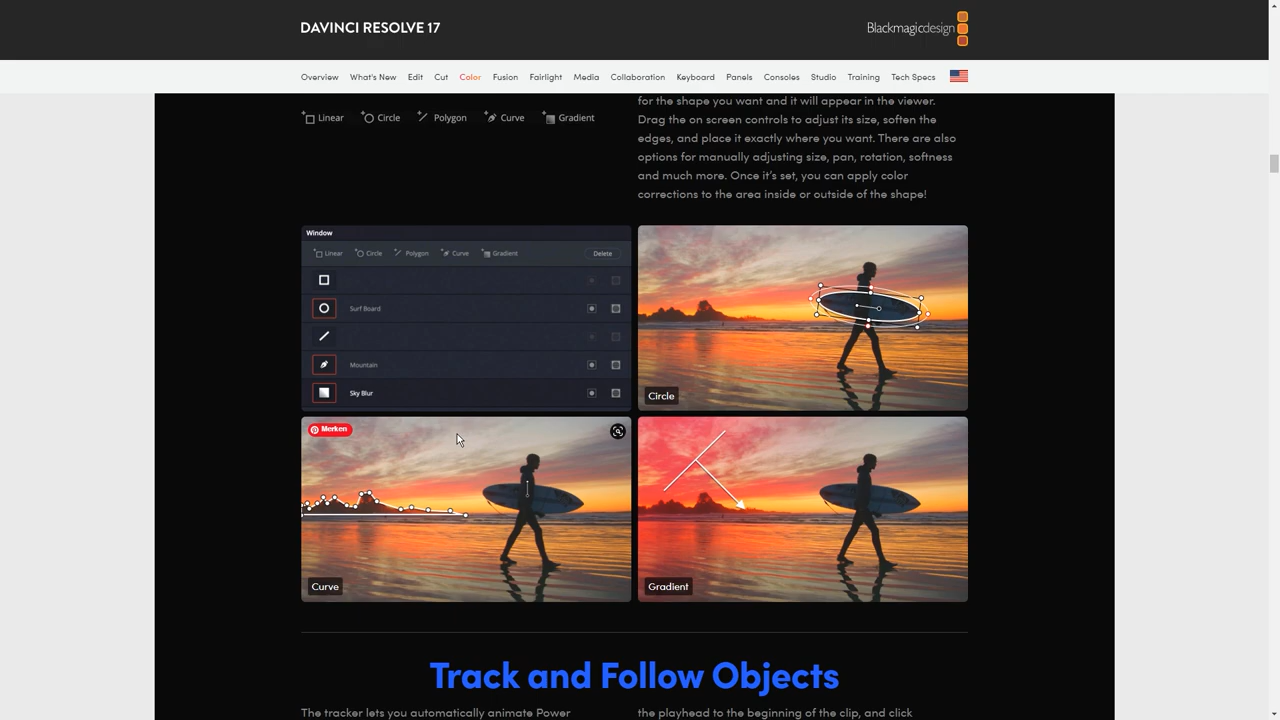 DAVINCI RESOLVE 17
Blackmagicdesign
Overview What's New Edit Cut Color Fusion Fairlight Media Collaboration Keyboard Panels Consoles Studio Training Tech Specs
Linear Circle Polygon Curve Gradient
for the shape you want and it will appear in the viewer.
Drag the on screen controls to adjust its size, soften the
edges, and place it exactly where you want. There are also
options for manually adjusting size, pan, rotation, softness
and much more. Once it's set, you can apply color
corrections to the area inside or outside of the shape!
Window
Linear Circle Polygon Curve Gradient Delete
Surf Board
Mountain
Sky Blur
Circle
Merken
Curve
Gradient
Track and Follow Objects
The tracker lets you automatically animate Power
the playhead to the beginning of the clip, and click